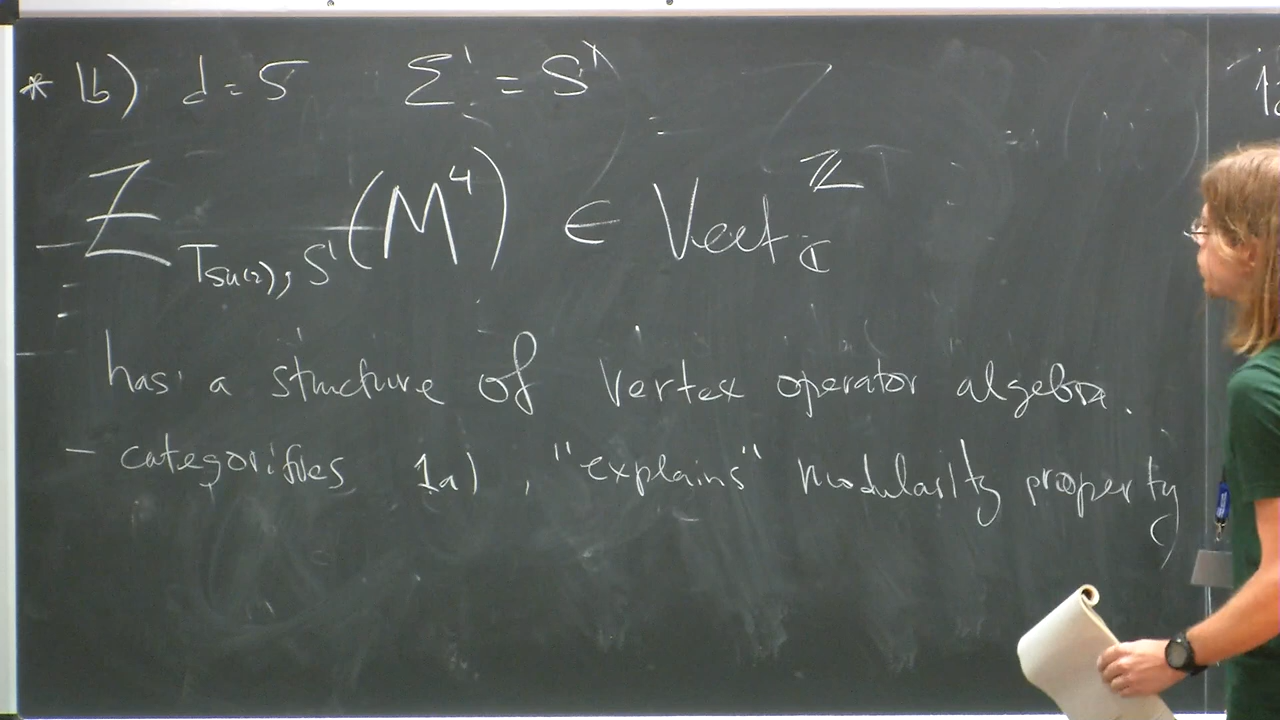 * 1b) d=5 Σ' = S¹
Z_{T_{SU(2)}, S¹} (M⁴) ∈ Vect_ℂ^ℤ
has a structure of vertex operator algebra.
- categorifies 1a), "explains" modularity property